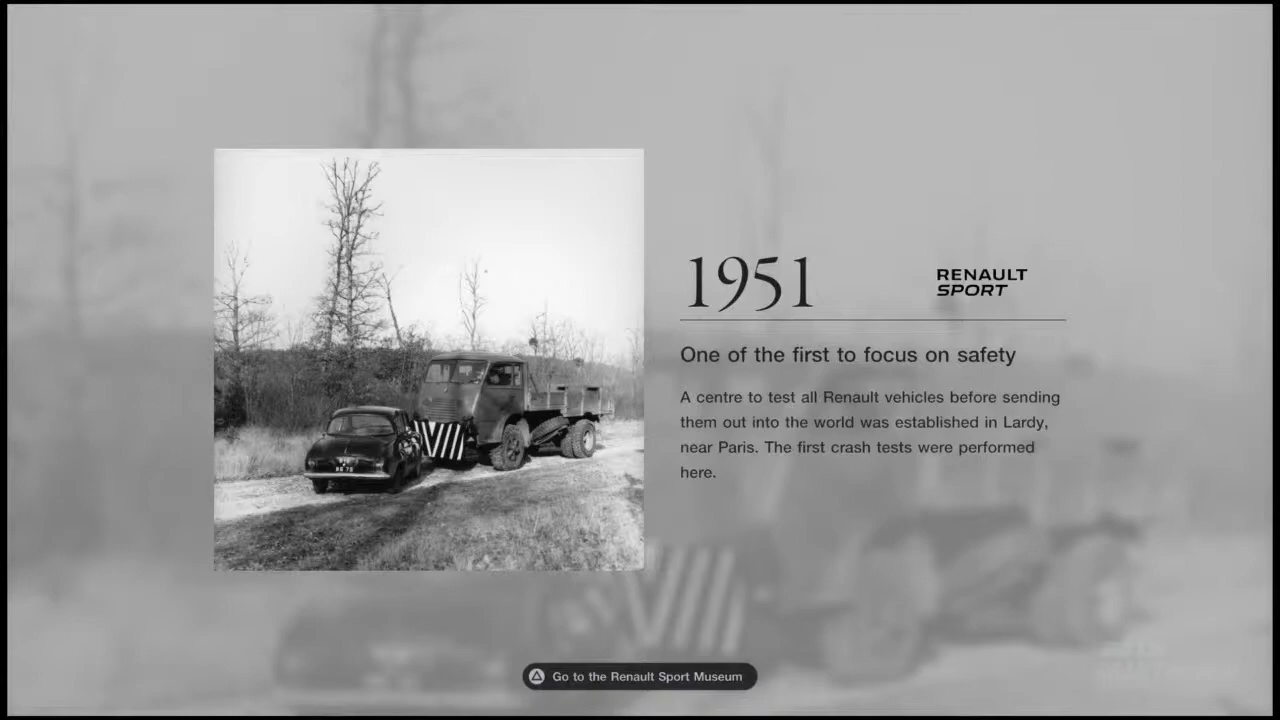 1951
RENAULT
SPORT
One of the first to focus on safety
A centre to test all Renault vehicles before sending
them out into the world was established in Lardy,
near Paris. The first crash tests were performed
here.
Go to the Renault Sport Museum